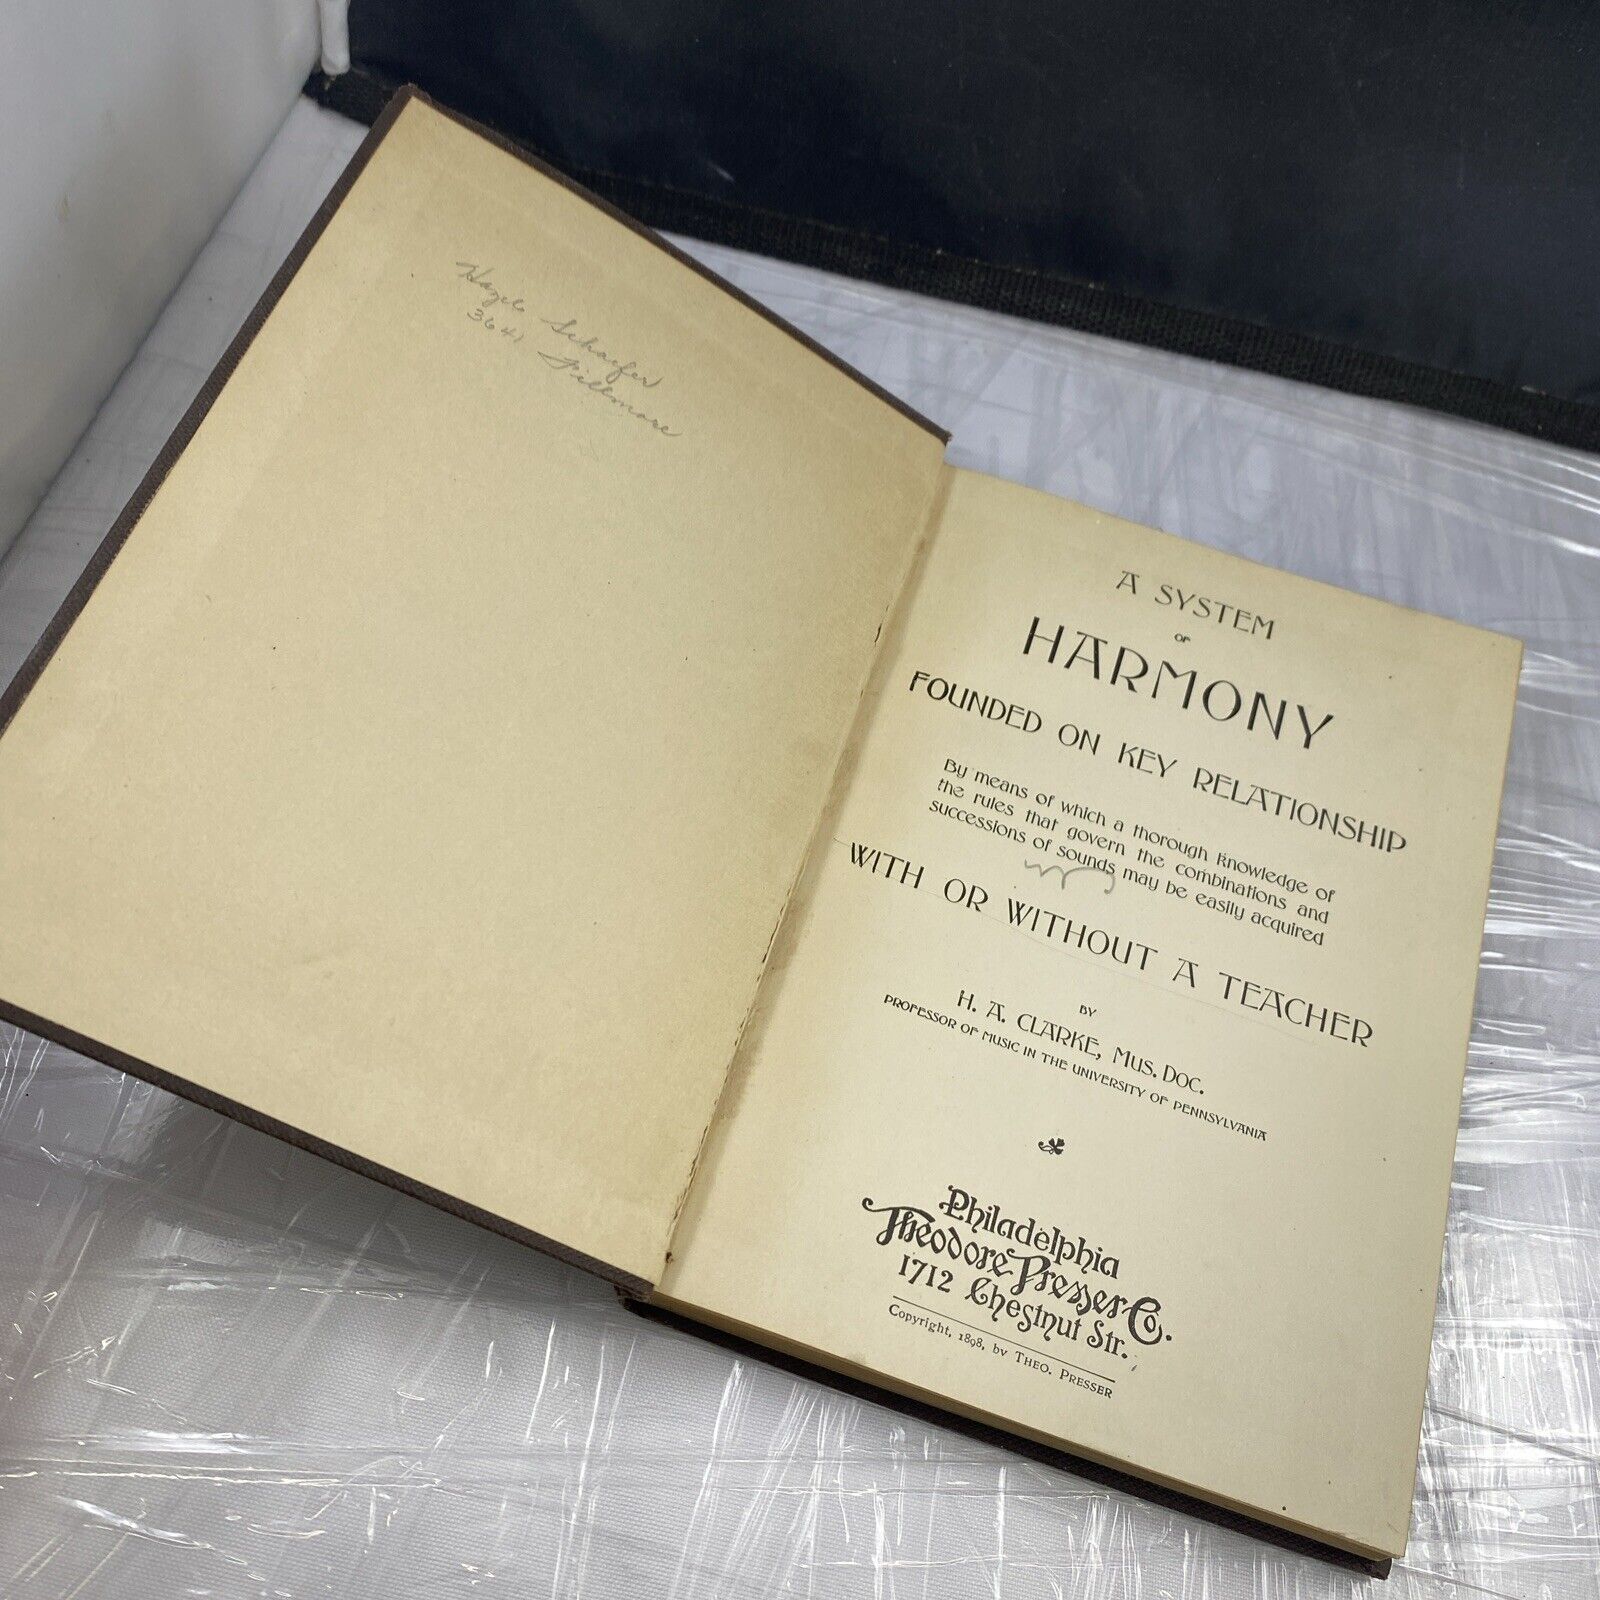 Hazel Schaefer
3641 Fillmore
A SYSTEM
OF
HARMONY
FOUNDED ON KEY RELATIONSHIP
By means of which a thorough knowledge of
the rules that govern the combinations and
successions of sounds may be easily acquired
WITH OR WITHOUT A TEACHER
BY
H. A. CLARKE, MUS. DOC.
PROFESSOR OF MUSIC IN THE UNIVERSITY OF PENNSYLVANIA
Philadelphia
Theodore Presser Co.
1712 Chestnut Str.
Copyright, 1898, by THEO. PRESSER